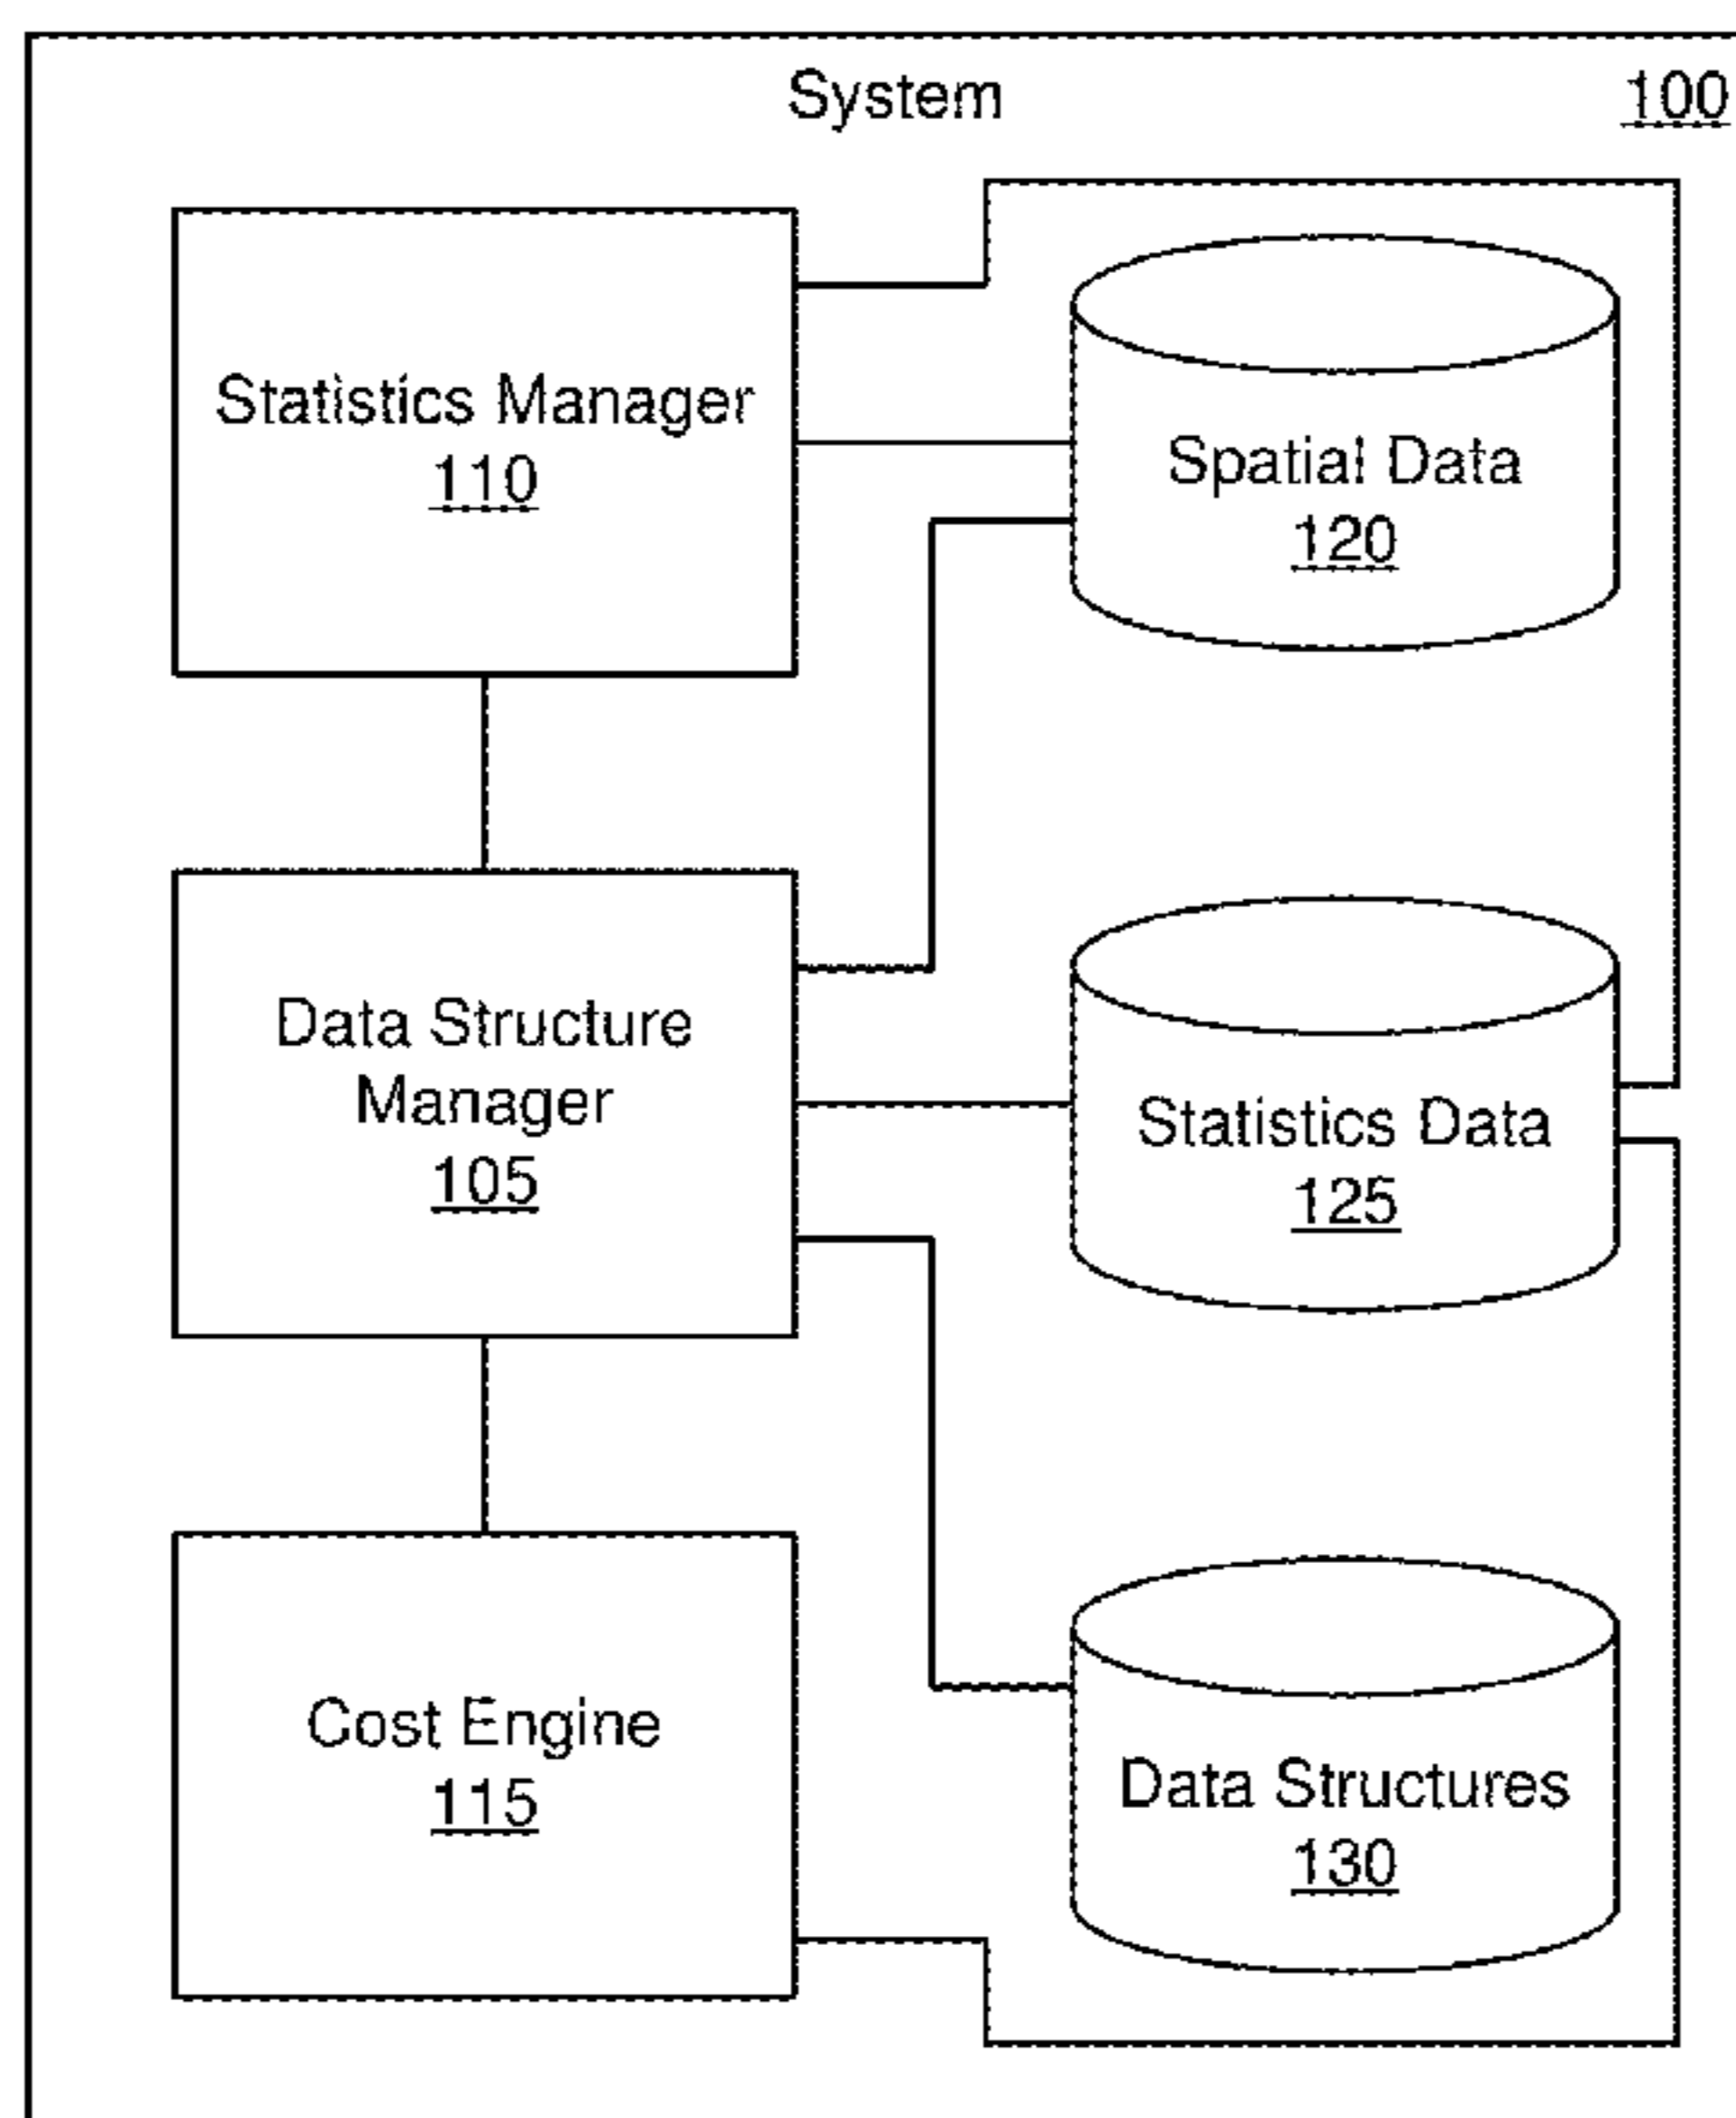 System
100
Statistics Manager
110
Spatial Data
120
Data Structure
Manager
105
Statistics Data
125
Cost Engine
115
Data Structures
130